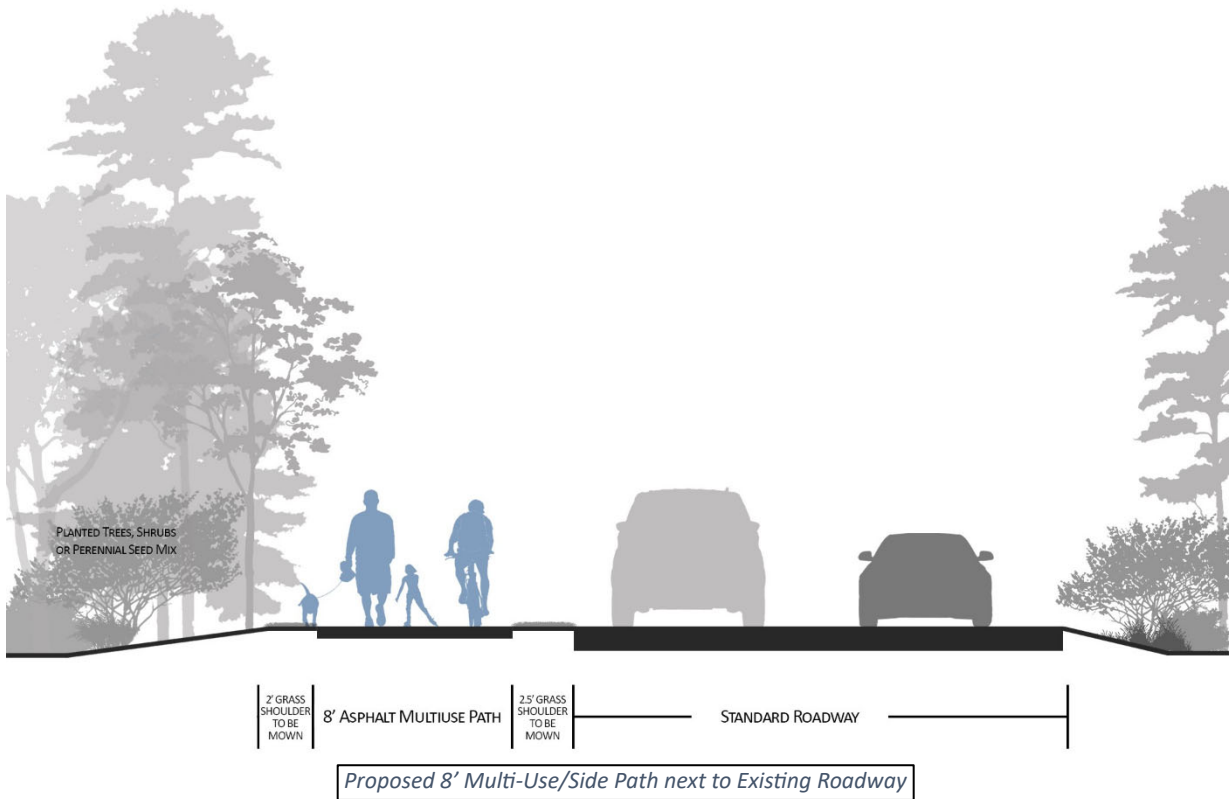 PLANTED TREES, SHRUBS
OR PERENNIAL SEED MIX
2' GRASS
SHOULDER
TO BE
MOWN
8' ASPHALT MULTIUSE PATH
2.5' GRASS
SHOULDER
TO BE
MOWN
STANDARD ROADWAY
Proposed 8' Multi-Use/Side Path next to Existing Roadway